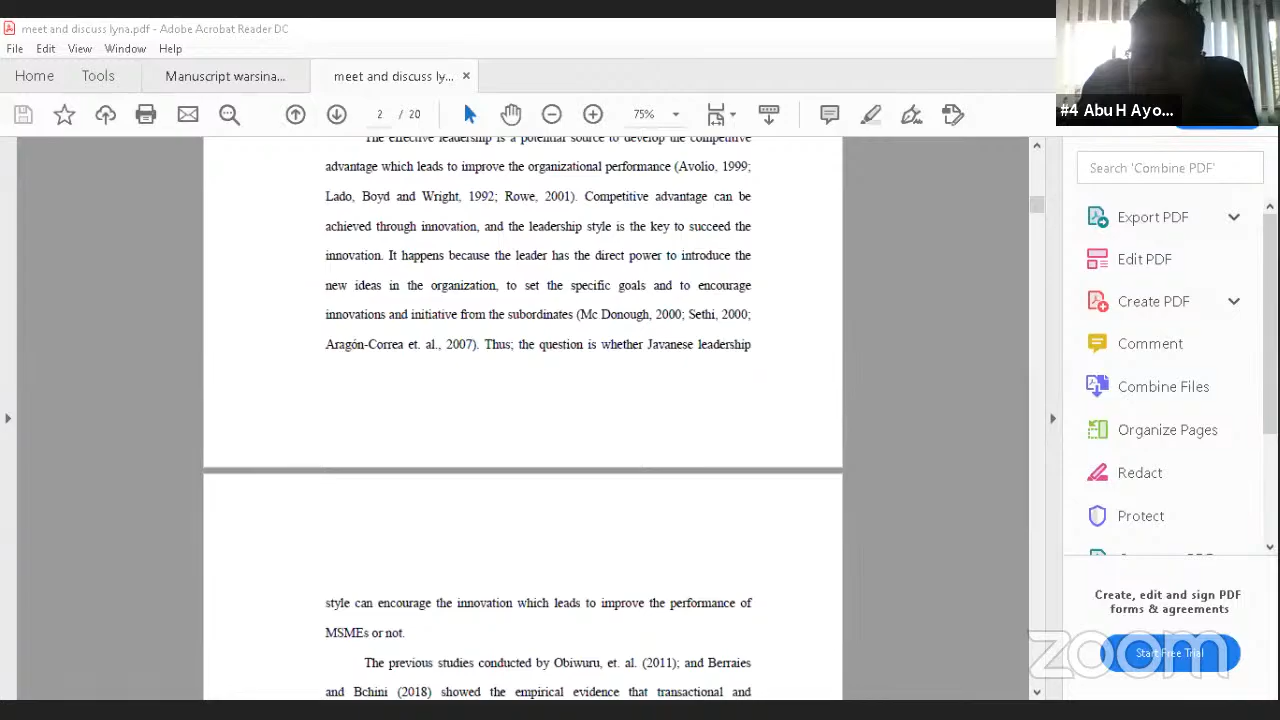 meet and discuss lyna.pdf - Adobe Acrobat Reader DC
File Edit View Window Help
Home Tools Manuscript warsina... meet and discuss ly... ×
2 / 20 75%
#4 Abu H Ayo...
The effective leadership is a potential source to develop the competitive
advantage which leads to improve the organizational performance (Avolio, 1999;
Lado, Boyd and Wright, 1992; Rowe, 2001). Competitive advantage can be
achieved through innovation, and the leadership style is the key to succeed the
innovation. It happens because the leader has the direct power to introduce the
new ideas in the organization, to set the specific goals and to encourage
innovations and initiative from the subordinates (Mc Donough, 2000; Sethi, 2000;
Aragón-Correa et. al., 2007). Thus; the question is whether Javanese leadership
style can encourage the innovation which leads to improve the performance of
MSMEs or not.
The previous studies conducted by Obiwuru, et. al. (2011); and Berraies
and Bchini (2018) showed the empirical evidence that transactional and
Search 'Combine PDF'
Export PDF
Edit PDF
Create PDF
Comment
Combine Files
Organize Pages
Redact
Protect
Create, edit and sign PDF
forms & agreements
Start Free Trial
zoom